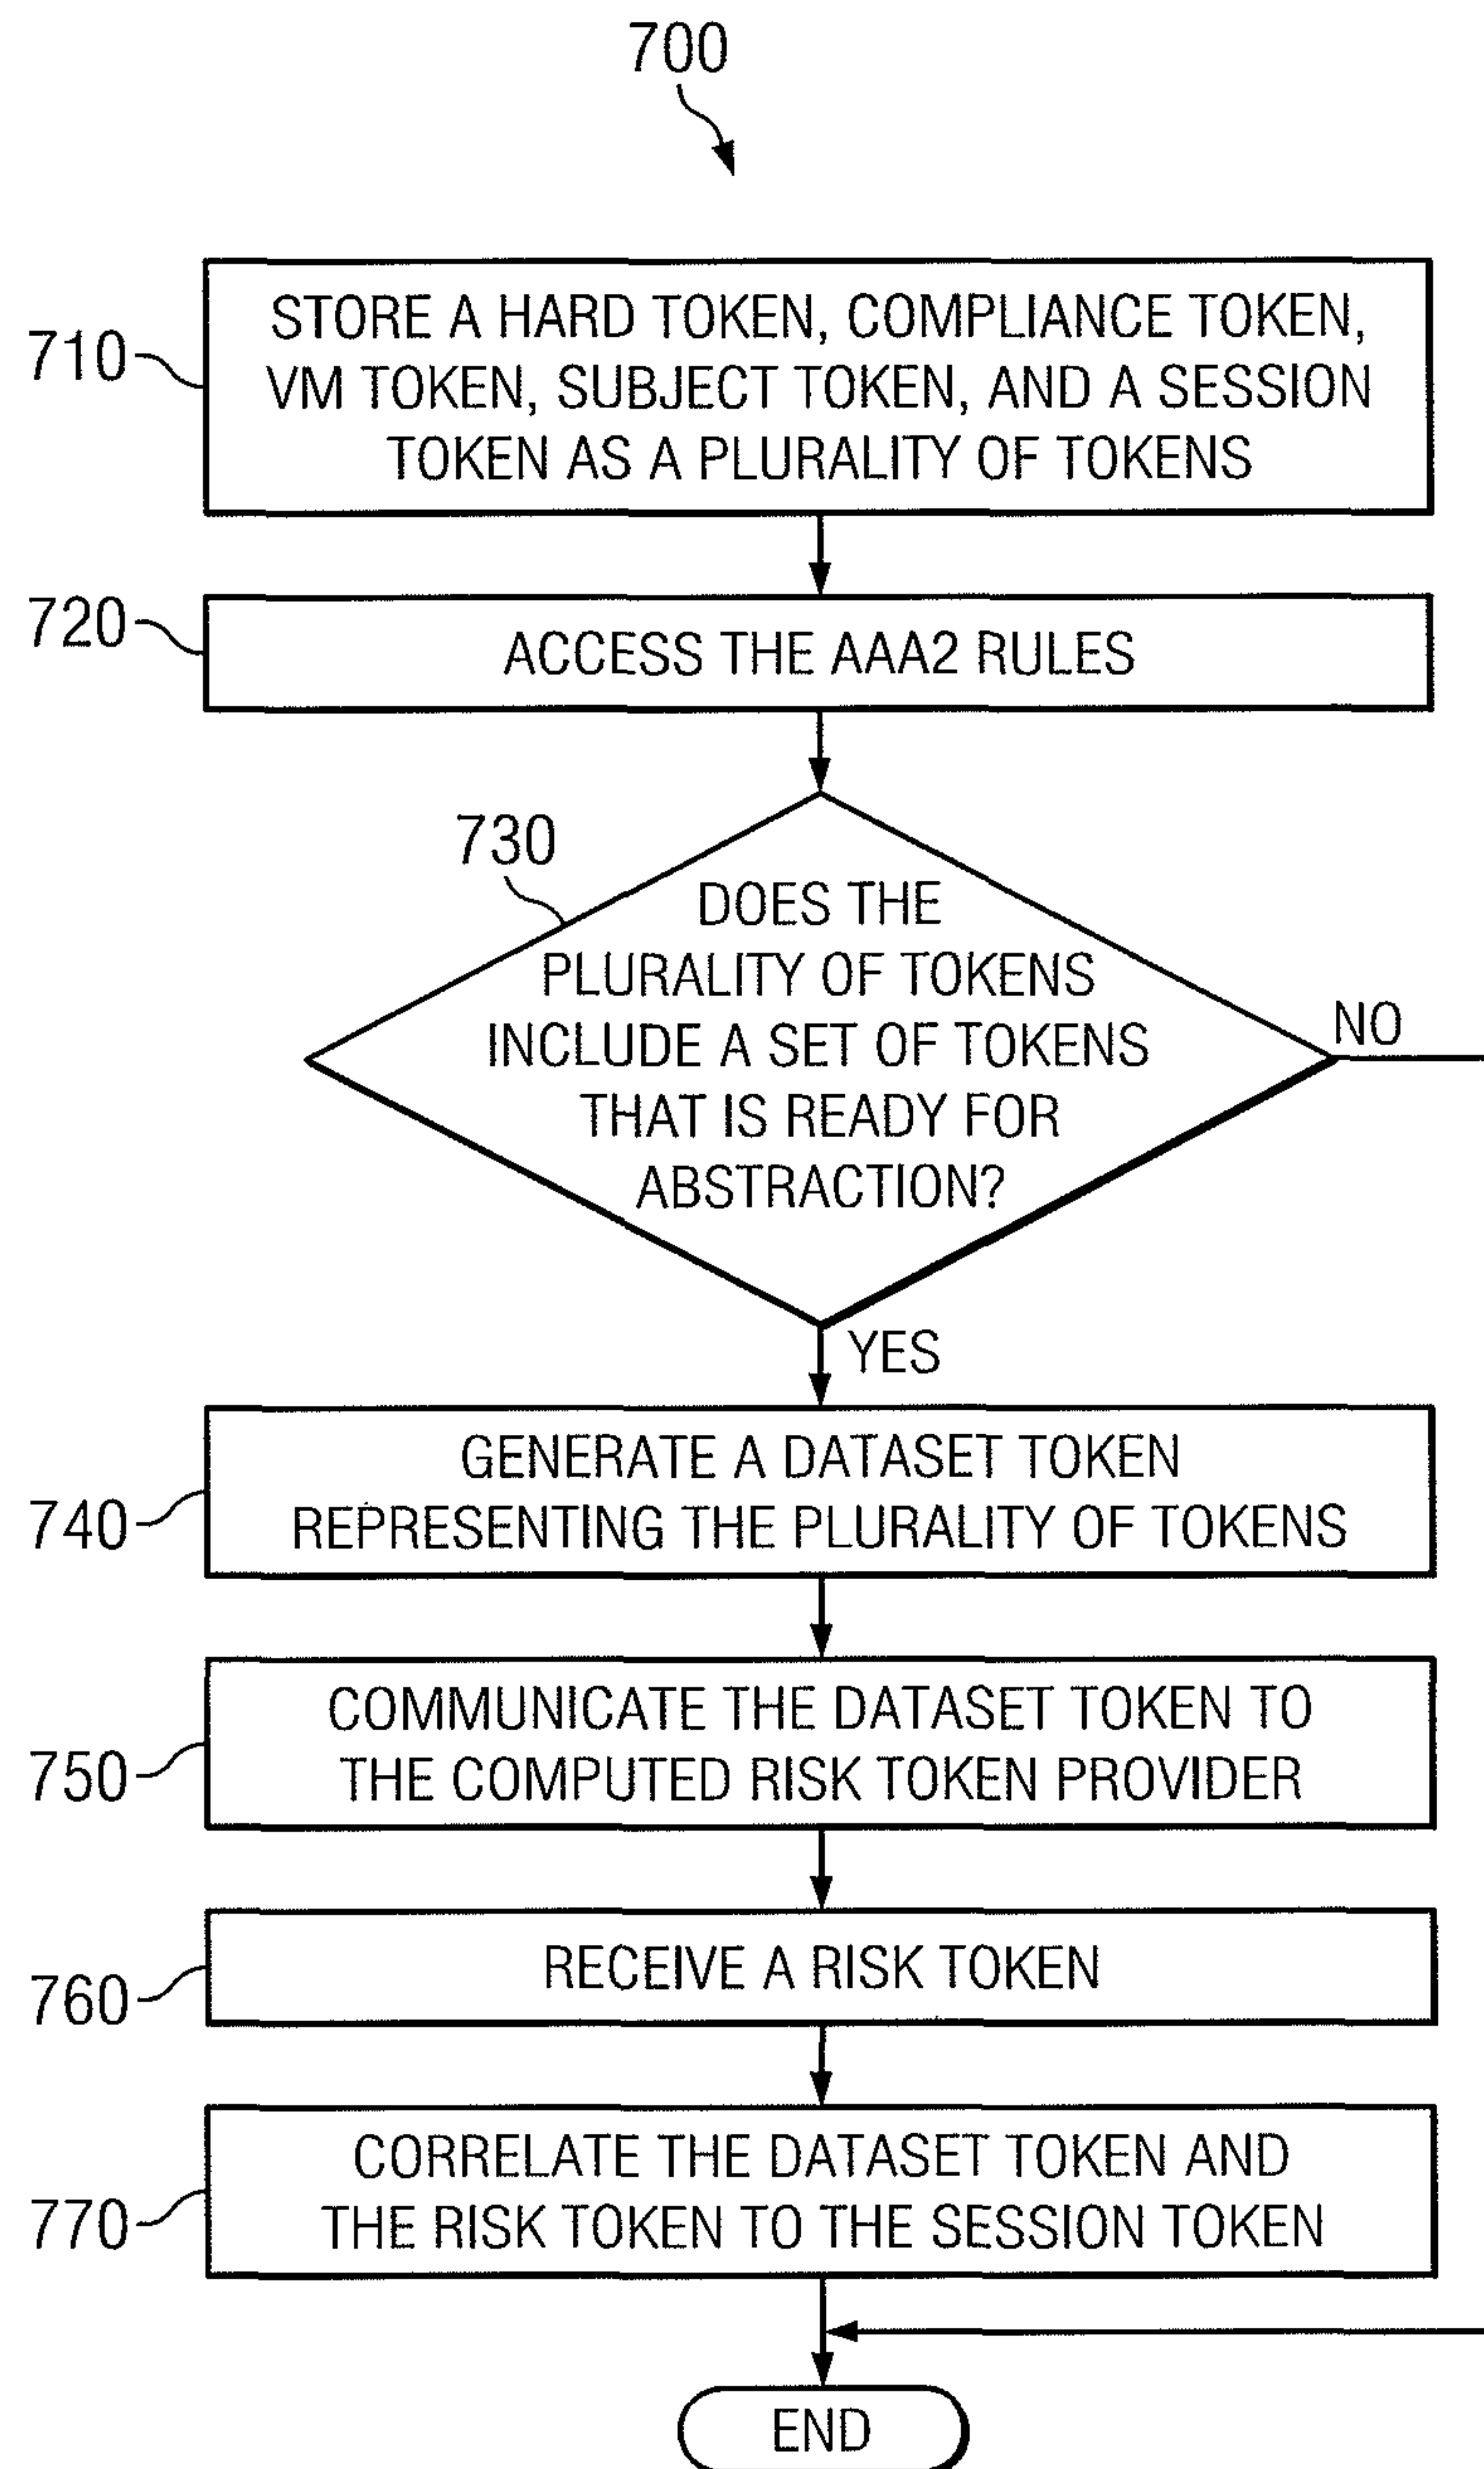 700
710
STORE A HARD TOKEN, COMPLIANCE TOKEN,
VM TOKEN, SUBJECT TOKEN, AND A SESSION
TOKEN AS A PLURALITY OF TOKENS
720
ACCESS THE AAA2 RULES
730
DOES THE
PLURALITY OF TOKENS
INCLUDE A SET OF TOKENS
THAT IS READY FOR
ABSTRACTION?
NO
YES
740
GENERATE A DATASET TOKEN
REPRESENTING THE PLURALITY OF TOKENS
750
COMMUNICATE THE DATASET TOKEN TO
THE COMPUTED RISK TOKEN PROVIDER
760
RECEIVE A RISK TOKEN
770
CORRELATE THE DATASET TOKEN AND
THE RISK TOKEN TO THE SESSION TOKEN
END